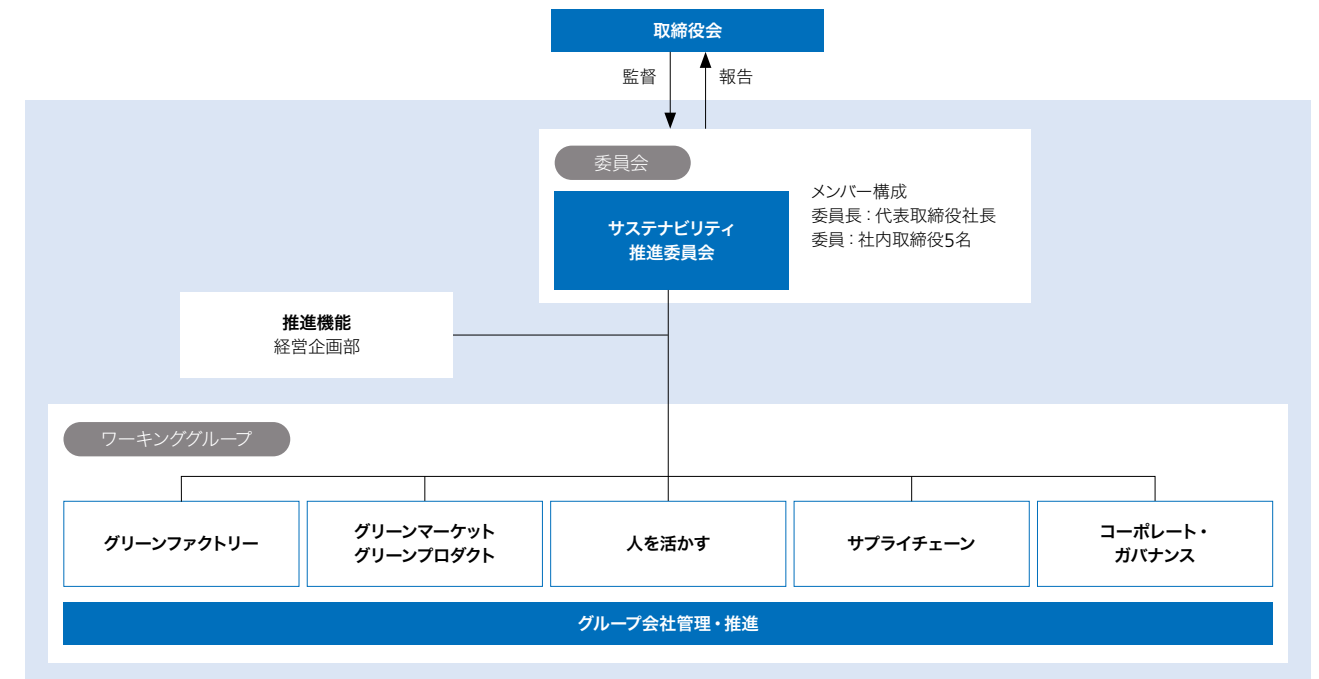 取締役会
監督
報告
委員会
サステナビリティ
推進委員会
メンバー構成
委員長：代表取締役社長
委員：社内取締役5名
推進機能
経営企画部
ワーキンググループ
グリーンファクトリー
グリーンマーケット
グリーンプロダクト
人を活かす
サプライチェーン
コーポレート・
ガバナンス
グループ会社管理・推進